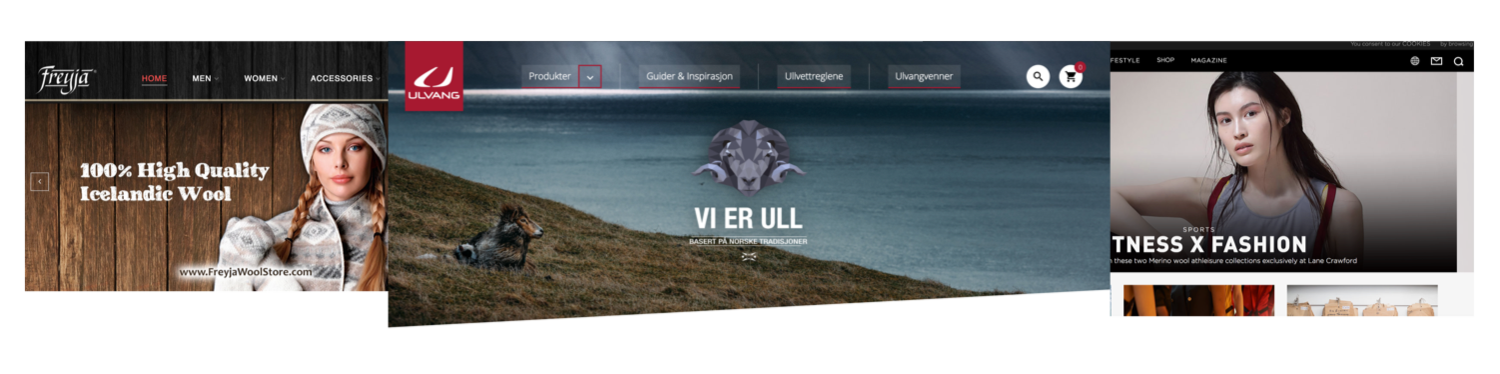 freyja
HOME
MEN
WOMEN
ACCESSORIES
100% High Quality
Icelandic Wool
www.FreyjaWoolStore.com
ULVANG
Produkter
Guider & Inspirasjon
Ullvettreglene
Ulvangvenner
0
VI ER ULL
BASERT PÅ NORSKE TRADISJONER
You consent to our COOKIES
by browsing
FESTYLE
SHOP
MAGAZINE
SPORTS
TNESS X FASHION
these two Merino wool athleisure collections exclusively at Lane Crawford